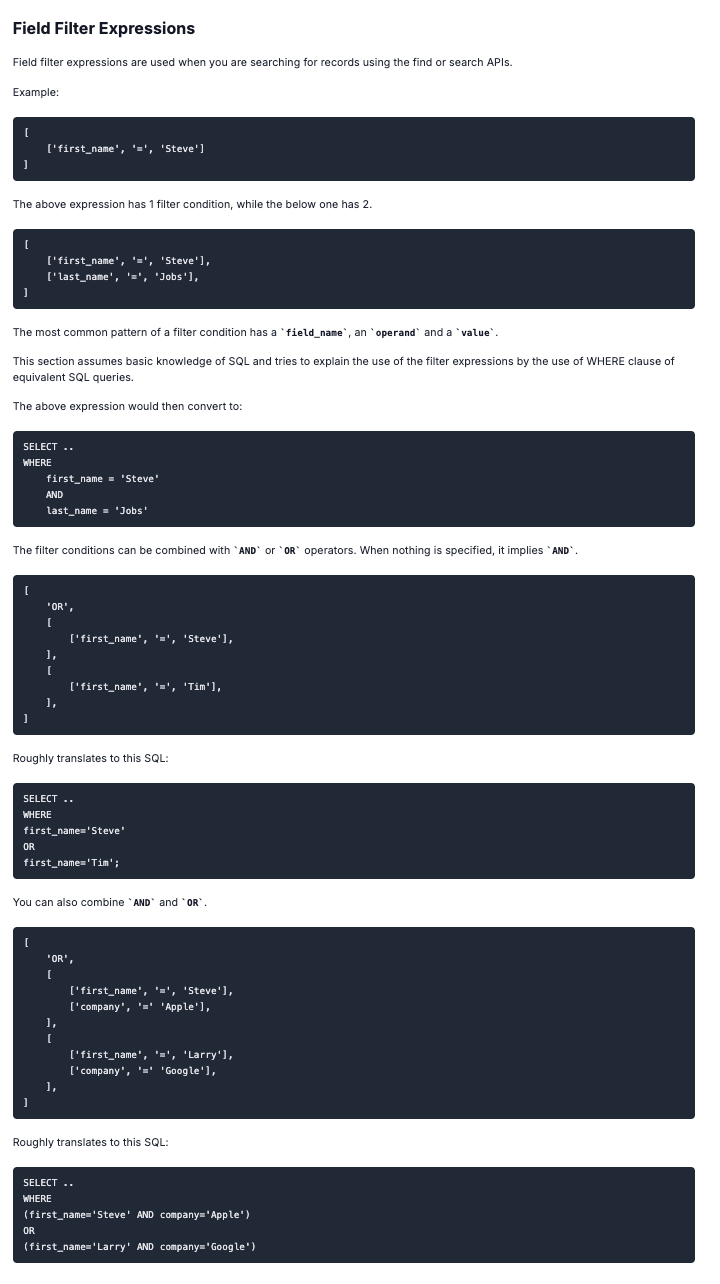 Field Filter Expressions
Field filter expressions are used when you are searching for records using the find or search APIs.
Example:
[
    ['first_name', '=', 'Steve']
]
The above expression has 1 filter condition, while the below one has 2.
[
    ['first_name', '=', 'Steve'],
    ['last_name', '=', 'Jobs'],
]
The most common pattern of a filter condition has a `field_name`, an `operand` and a `value`.
This section assumes basic knowledge of SQL and tries to explain the use of the filter expressions by the use of WHERE clause of
equivalent SQL queries.
The above expression would then convert to:
SELECT ..
WHERE
    first_name = 'Steve'
    AND
    last_name = 'Jobs'
The filter conditions can be combined with `AND` or `OR` operators. When nothing is specified, it implies `AND`.
[
    'OR',
    [
        ['first_name', '=', 'Steve'],
    ],
    [
        ['first_name', '=', 'Tim'],
    ],
]
Roughly translates to this SQL:
SELECT ..
WHERE
first_name='Steve'
OR
first_name='Tim';
You can also combine `AND` and `OR`.
[
    'OR',
    [
        ['first_name', '=', 'Steve'],
        ['company', '=' 'Apple'],
    ],
    [
        ['first_name', '=', 'Larry'],
        ['company', '=' 'Google'],
    ],
]
Roughly translates to this SQL:
SELECT ..
WHERE
(first_name='Steve' AND company='Apple')
OR
(first_name='Larry' AND company='Google')